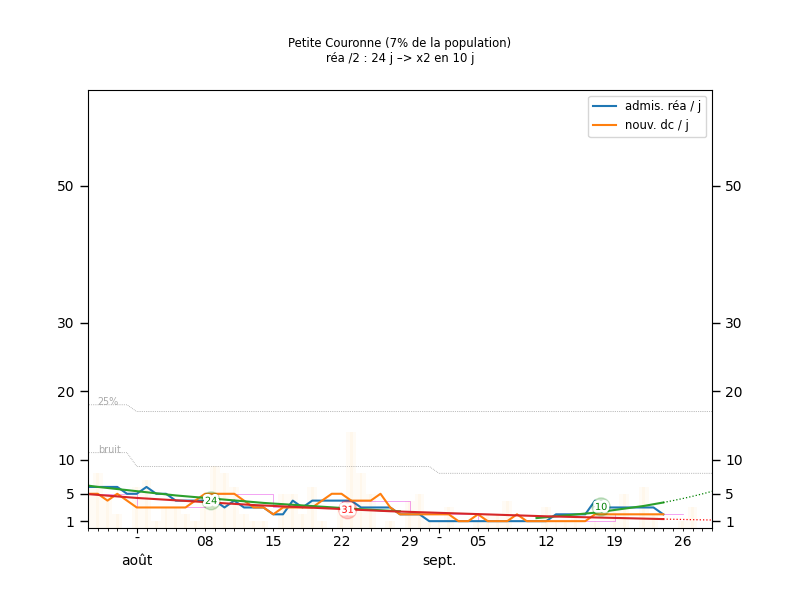 Petite Couronne (7% de la population)
réa /2 : 24 j –> x2 en 10 j
admis. réa / j
nouv. dc / j
50 50
30 30
25%
20 20
bruit
10 10
5 5
24
10
31
1 1
- 08 15 22 29 - 05 12 19 26
août sept.